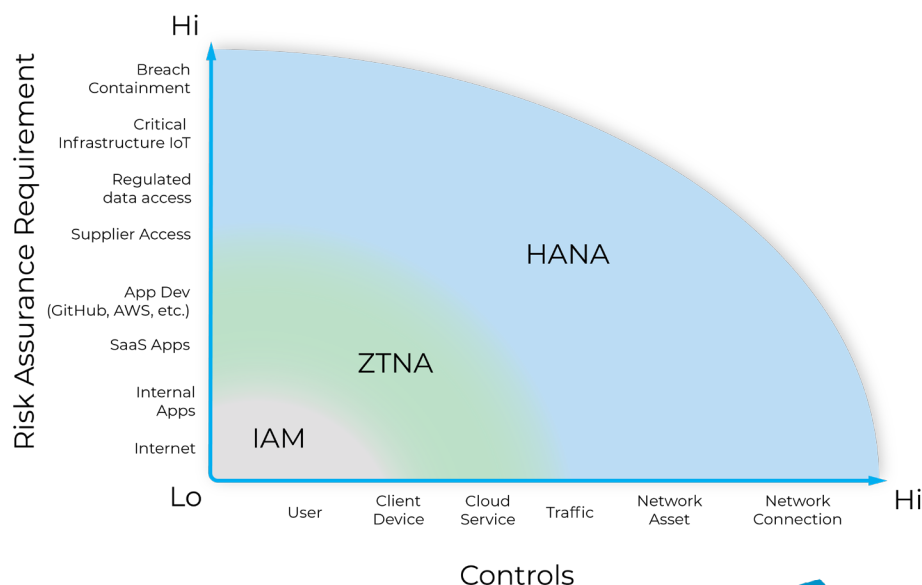 Hi
Risk Assurance Requirement
Breach
Containment
Critical
Infrastructure IoT
Regulated
data access
Supplier Access
App Dev
(GitHub, AWS, etc.)
SaaS Apps
Internal
Apps
Internet
HANA
ZTNA
IAM
Lo
User
Client
Device
Cloud
Service
Traffic
Network
Asset
Network
Connection
Hi
Controls